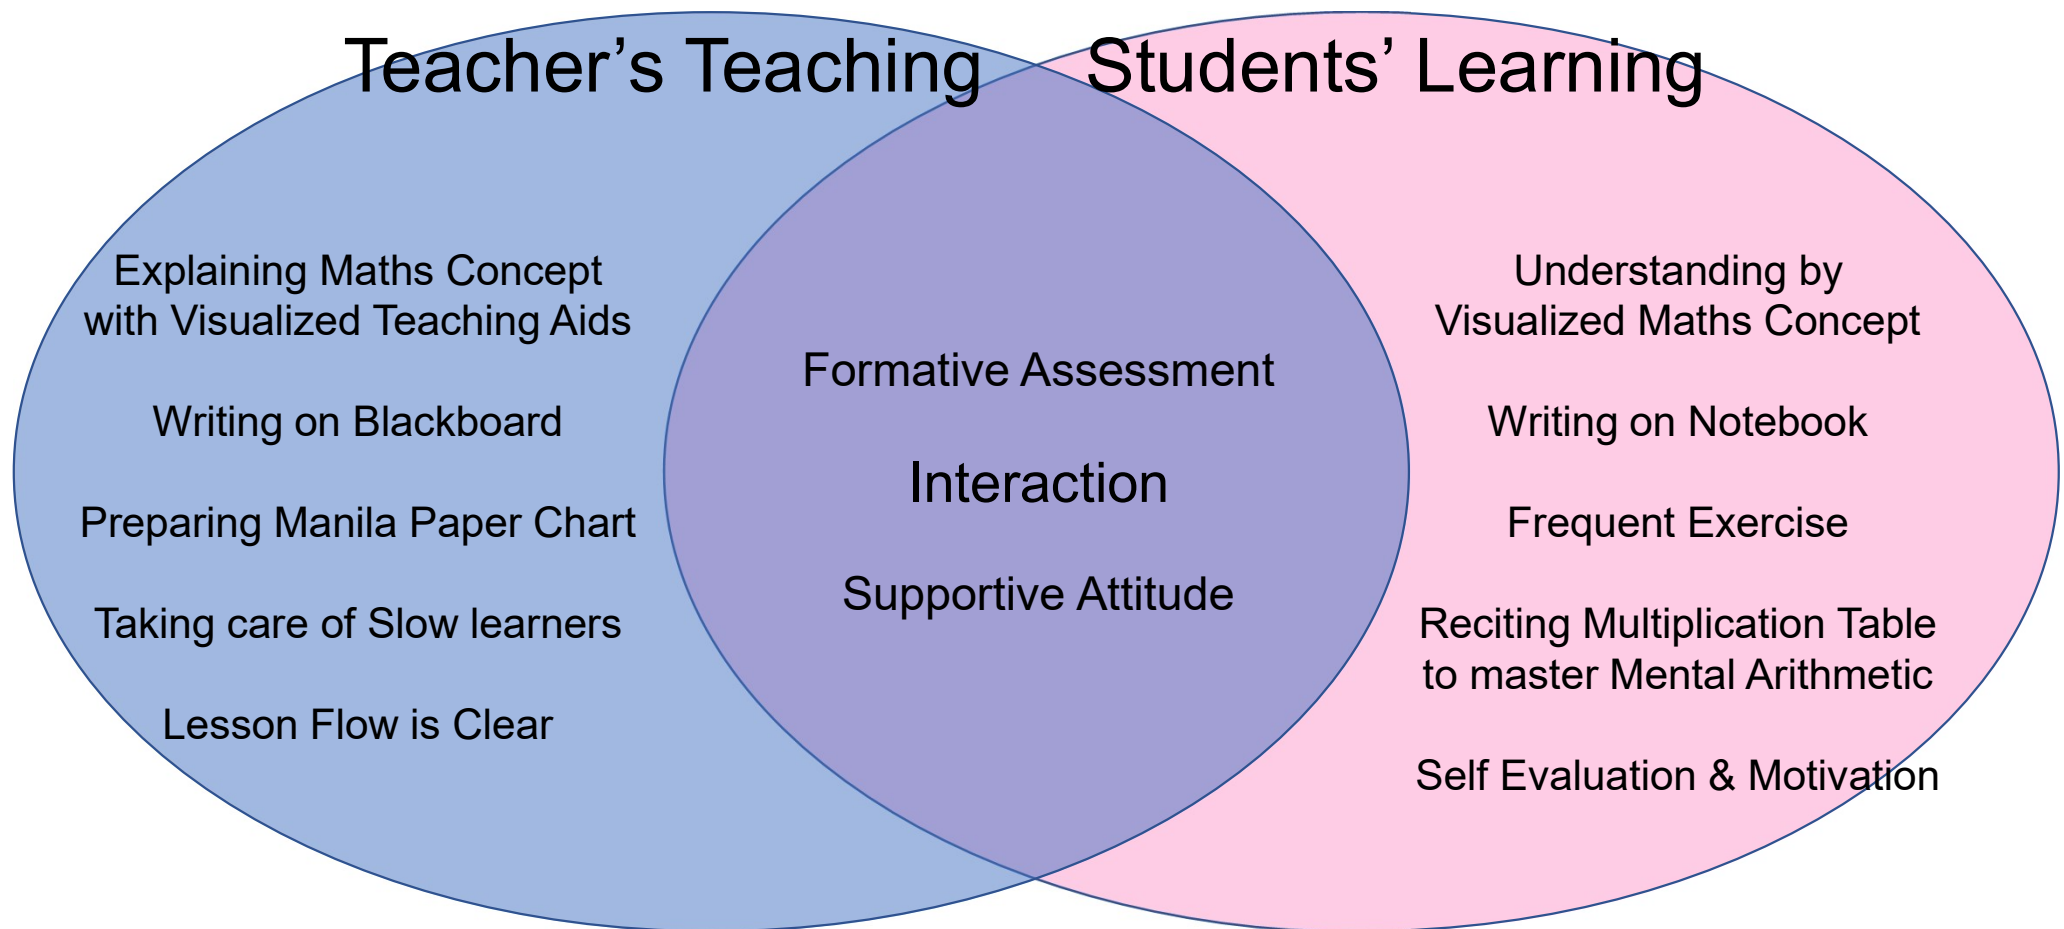 Teacher’s Teaching
Students’ Learning
Explaining Maths Concept
with Visualized Teaching Aids
Writing on Blackboard
Preparing Manila Paper Chart
Taking care of Slow learners
Lesson Flow is Clear
Formative Assessment
Interaction
Supportive Attitude
Understanding by
Visualized Maths Concept
Writing on Notebook
Frequent Exercise
Reciting Multiplication Table
to master Mental Arithmetic
Self Evaluation & Motivation